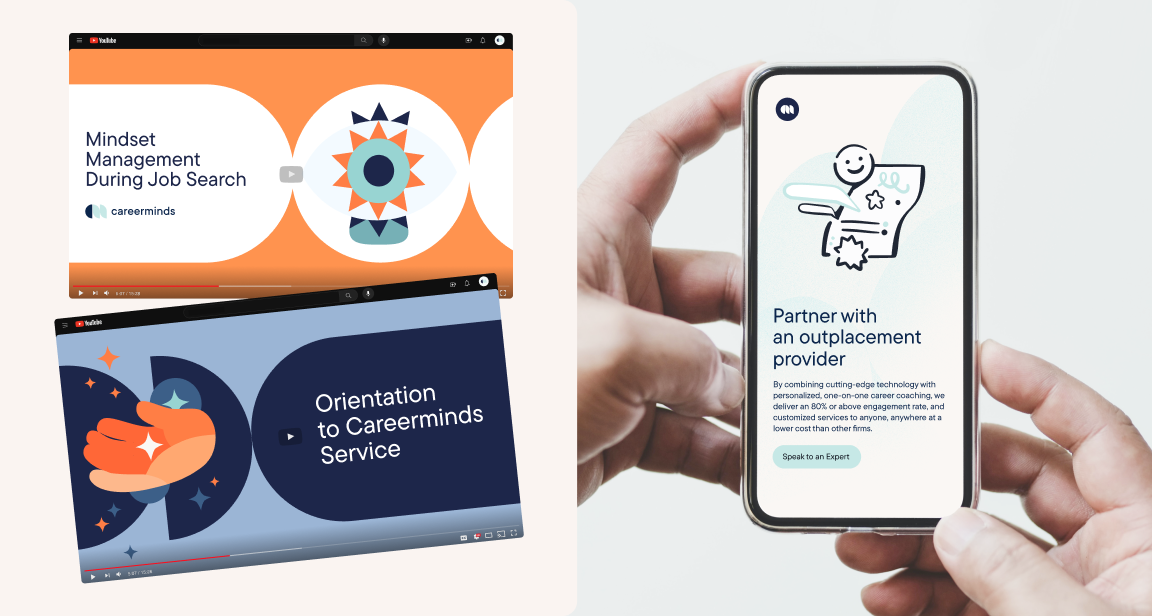 YouTube
Mindset
Management
During Job Search
careerminds
YouTube
Orientation
to Careerminds
Service
Partner with
an outplacement
provider
By combining cutting-edge technology with
personalized, one-on-one career coaching, we
deliver an 80% or above engagement rate, and
customized services to anyone, anywhere at a
lower cost than other firms.
Speak to an Expert